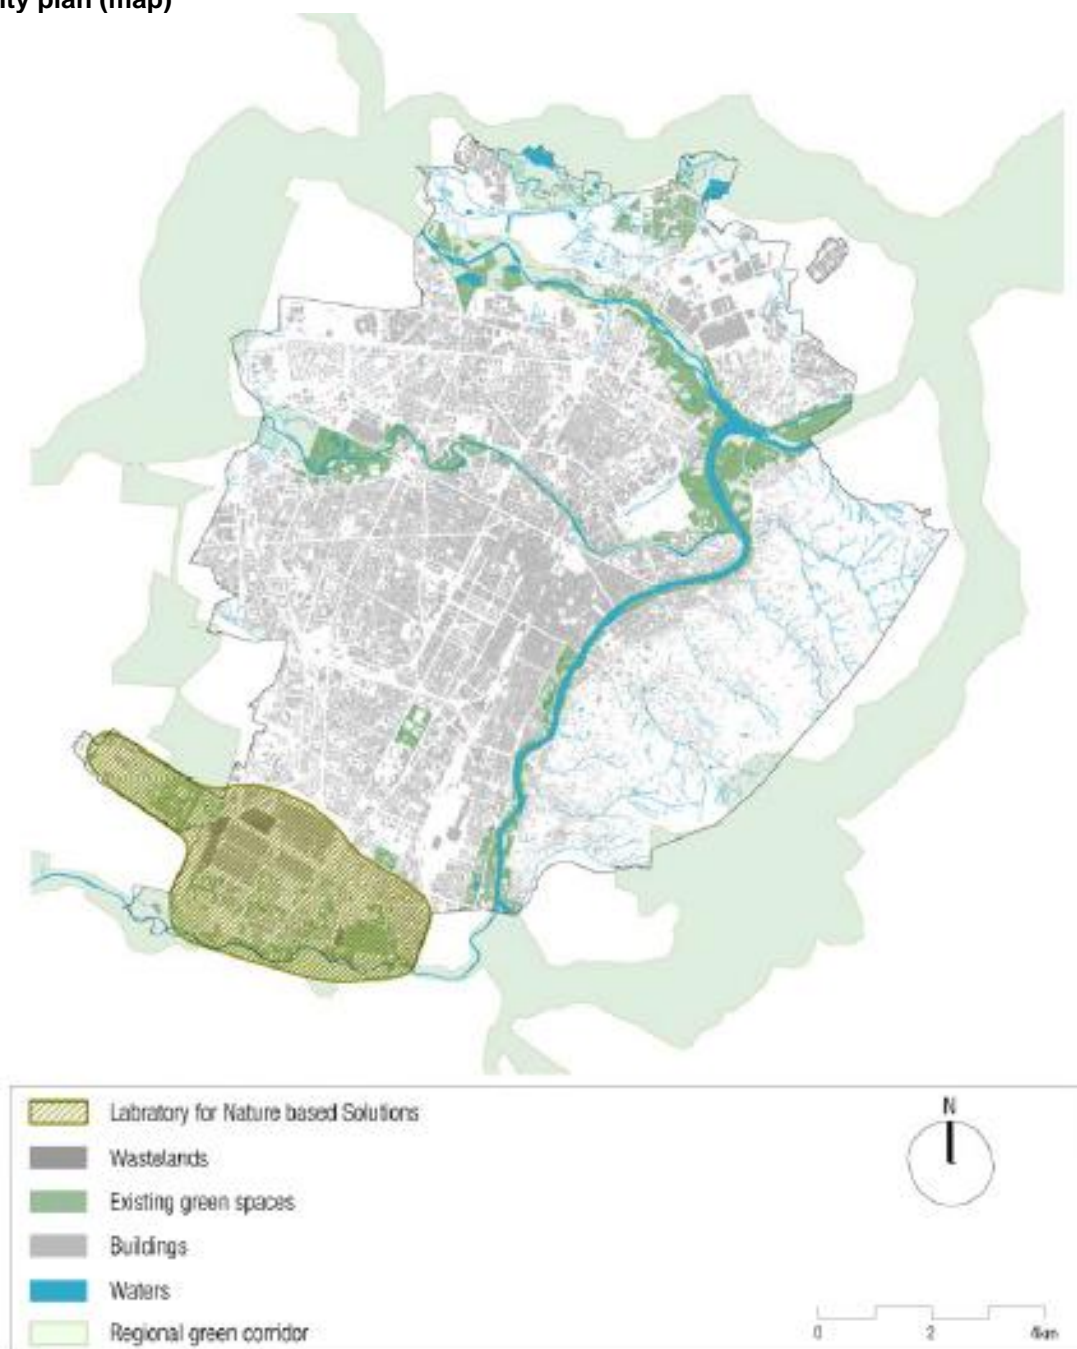 ity plan (map)
Labratory for Nature based Solutions
Wastelands
Existing green spaces
Buildings
Waters
Regional green corridor
N
0 2 4km